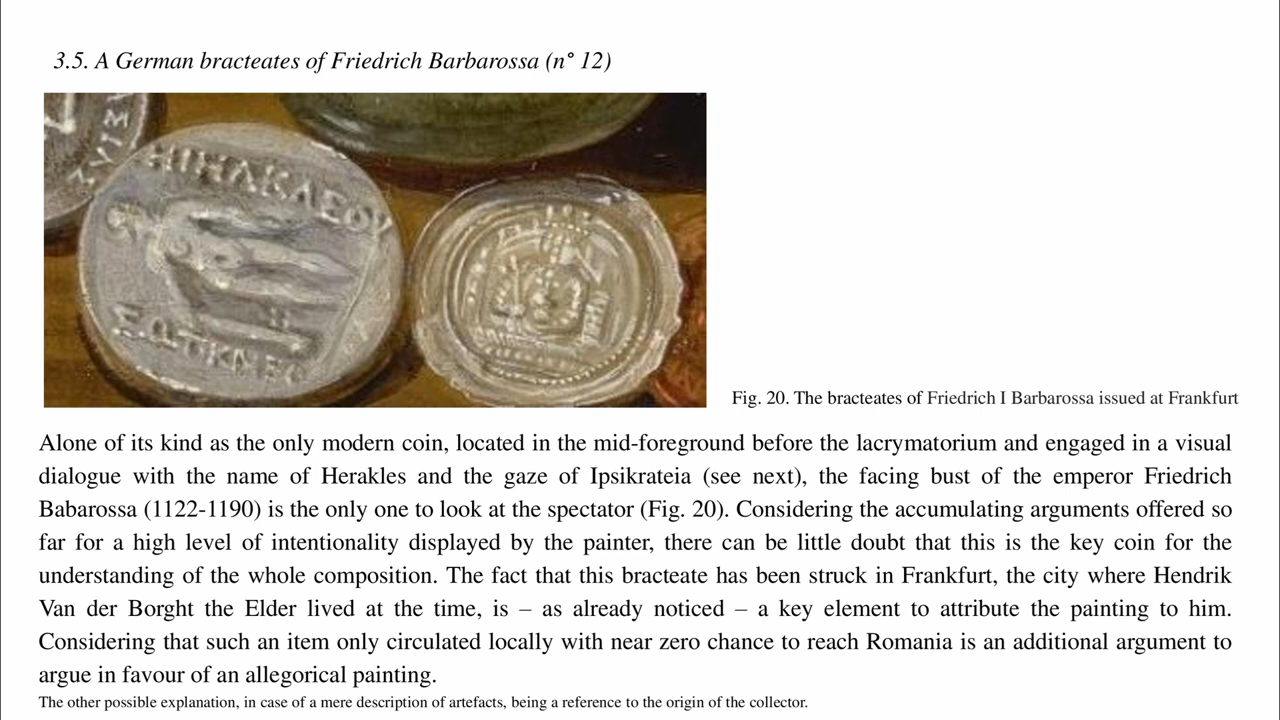 3.5. A German bracteates of Friedrich Barbarossa (n° 12)
Fig. 20. The bracteates of Friedrich I Barbarossa issued at Frankfurt
Alone of its kind as the only modern coin, located in the mid-foreground before the lacrymatorium and engaged in a visual
dialogue with the name of Herakles and the gaze of Ipsikrateia (see next), the facing bust of the emperor Friedrich
Babarossa (1122-1190) is the only one to look at the spectator (Fig. 20). Considering the accumulating arguments offered so
far for a high level of intentionality displayed by the painter, there can be little doubt that this is the key coin for the
understanding of the whole composition. The fact that this bracteate has been struck in Frankfurt, the city where Hendrik
Van der Borght the Elder lived at the time, is – as already noticed – a key element to attribute the painting to him.
Considering that such an item only circulated locally with near zero chance to reach Romania is an additional argument to
argue in favour of an allegorical painting.
The other possible explanation, in case of a mere description of artefacts, being a reference to the origin of the collector.